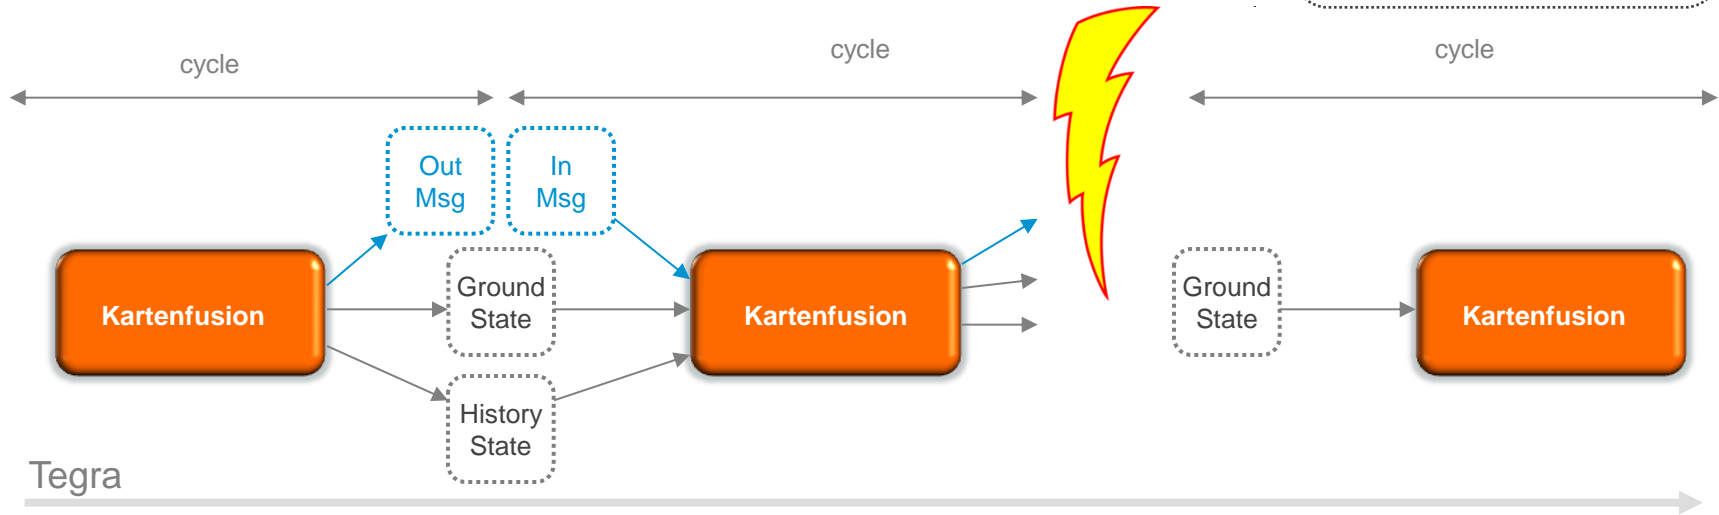 cycle
cycle
cycle
Out
Msg
In
Msg
Kartenfusion
Ground
State
Kartenfusion
Ground
State
Kartenfusion
History
State
Tegra